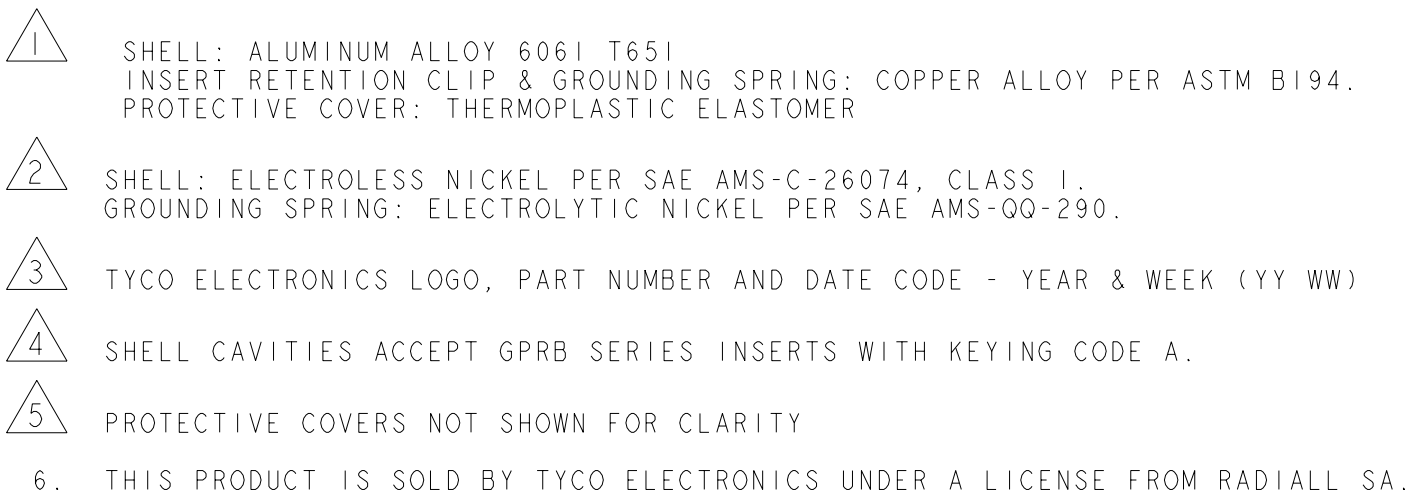 1 SHELL: ALUMINUM ALLOY 6061 T651
INSERT RETENTION CLIP & GROUNDING SPRING: COPPER ALLOY PER ASTM B194.
PROTECTIVE COVER: THERMOPLASTIC ELASTOMER
2 SHELL: ELECTROLESS NICKEL PER SAE AMS-C-26074, CLASS 1.
GROUNDING SPRING: ELECTROLYTIC NICKEL PER SAE AMS-QQ-290.
3 TYCO ELECTRONICS LOGO, PART NUMBER AND DATE CODE - YEAR & WEEK (YY WW)
4 SHELL CAVITIES ACCEPT GPRB SERIES INSERTS WITH KEYING CODE A.
5 PROTECTIVE COVERS NOT SHOWN FOR CLARITY
6. THIS PRODUCT IS SOLD BY TYCO ELECTRONICS UNDER A LICENSE FROM RADIALL SA.